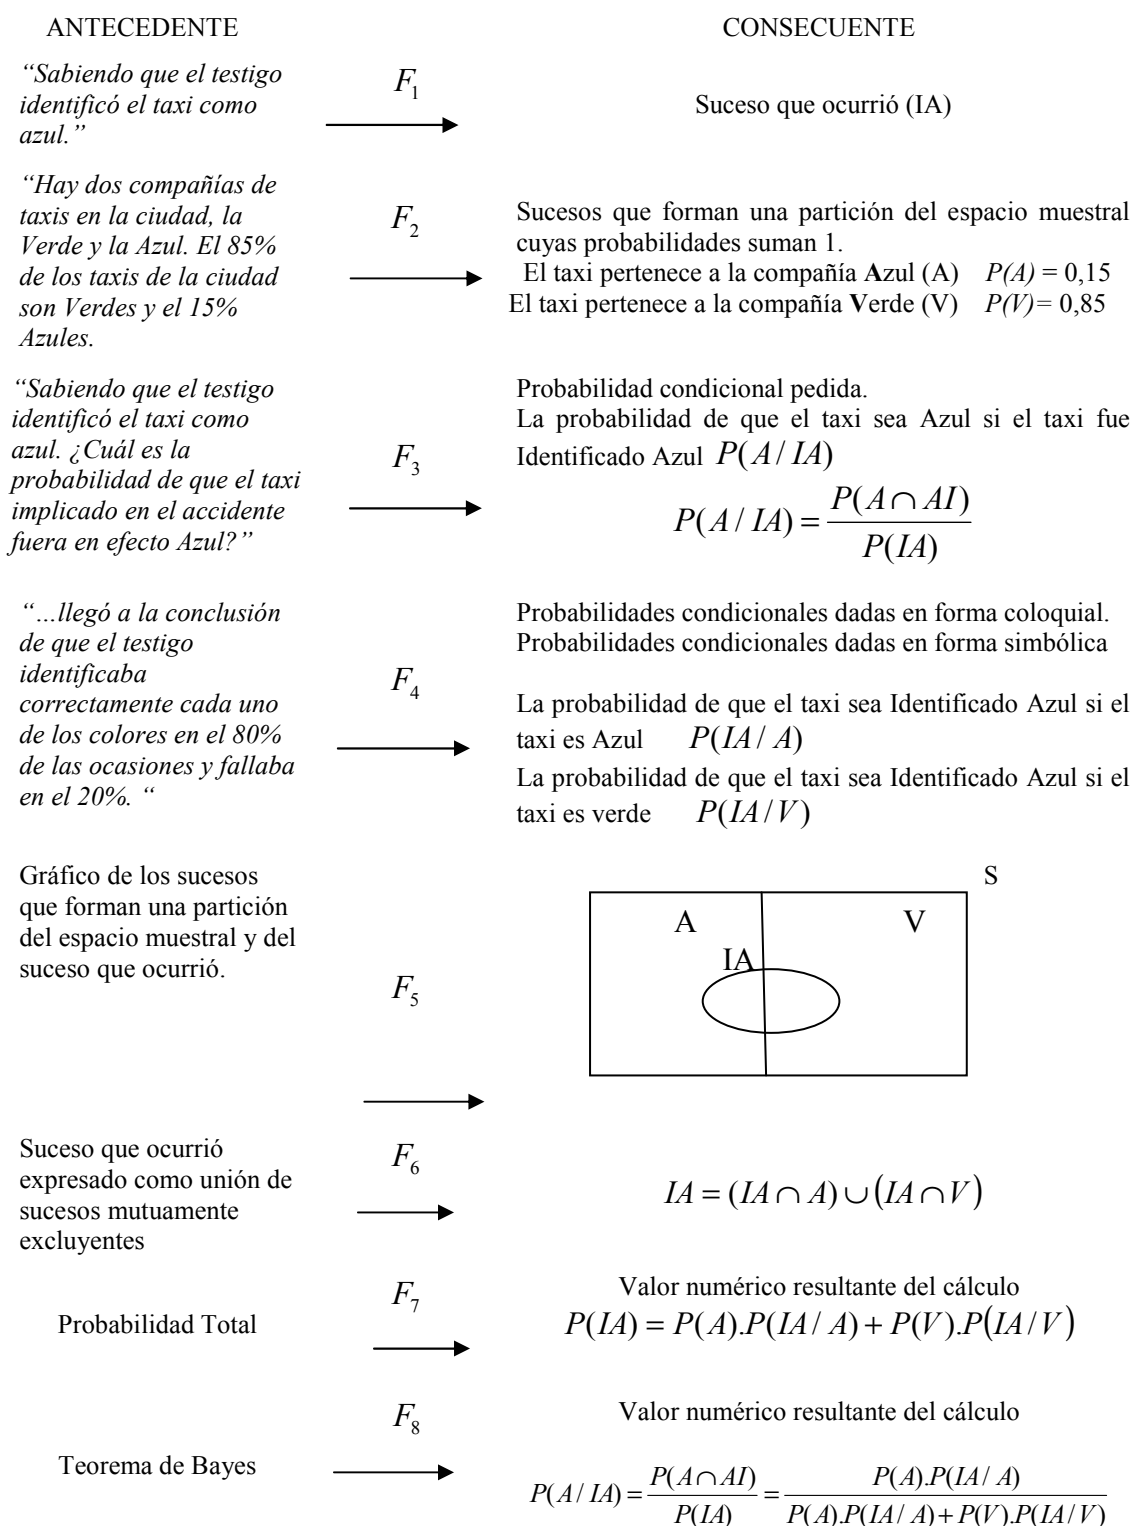 ANTECEDENTE CONSECUENTE
“Sabiendo que el testigo
identificó el taxi como
azul.”
F₁
Suceso que ocurrió (IA)
“Hay dos compañías de
taxis en la ciudad, la
Verde y la Azul. El 85%
de los taxis de la ciudad
son Verdes y el 15%
Azules.
F₂
Sucesos que forman una partición del espacio muestral
cuyas probabilidades suman 1.
El taxi pertenece a la compañía Azul (A) P(A) = 0,15
El taxi pertenece a la compañía Verde (V) P(V)= 0,85
“Sabiendo que el testigo
identificó el taxi como
azul. ¿Cuál es la
probabilidad de que el taxi
implicado en el accidente
fuera en efecto Azul?”
F₃
Probabilidad condicional pedida.
La probabilidad de que el taxi sea Azul si el taxi fue
Identificado Azul P(A / IA)
P(A / IA) = P(A ∩ AI) / P(IA)
“…llegó a la conclusión
de que el testigo
identificaba
correctamente cada uno
de los colores en el 80%
de las ocasiones y fallaba
en el 20%. “
F₄
Probabilidades condicionales dadas en forma coloquial.
Probabilidades condicionales dadas en forma simbólica
La probabilidad de que el taxi sea Identificado Azul si el
taxi es Azul P(IA / A)
La probabilidad de que el taxi sea Identificado Azul si el
taxi es verde P(IA / V)
Gráfico de los sucesos
que forman una partición
del espacio muestral y del
suceso que ocurrió.
F₅
S
A V
IA
Suceso que ocurrió
expresado como unión de
sucesos mutuamente
excluyentes
F₆
IA = (IA ∩ A) ∪ (IA ∩ V)
Probabilidad Total
F₇
Valor numérico resultante del cálculo
P(IA) = P(A).P(IA / A) + P(V).P(IA / V)
Teorema de Bayes
F₈
Valor numérico resultante del cálculo
P(A / IA) = P(A ∩ AI) / P(IA) = P(A).P(IA / A) / P(A).P(IA / A) + P(V).P(IA / V)